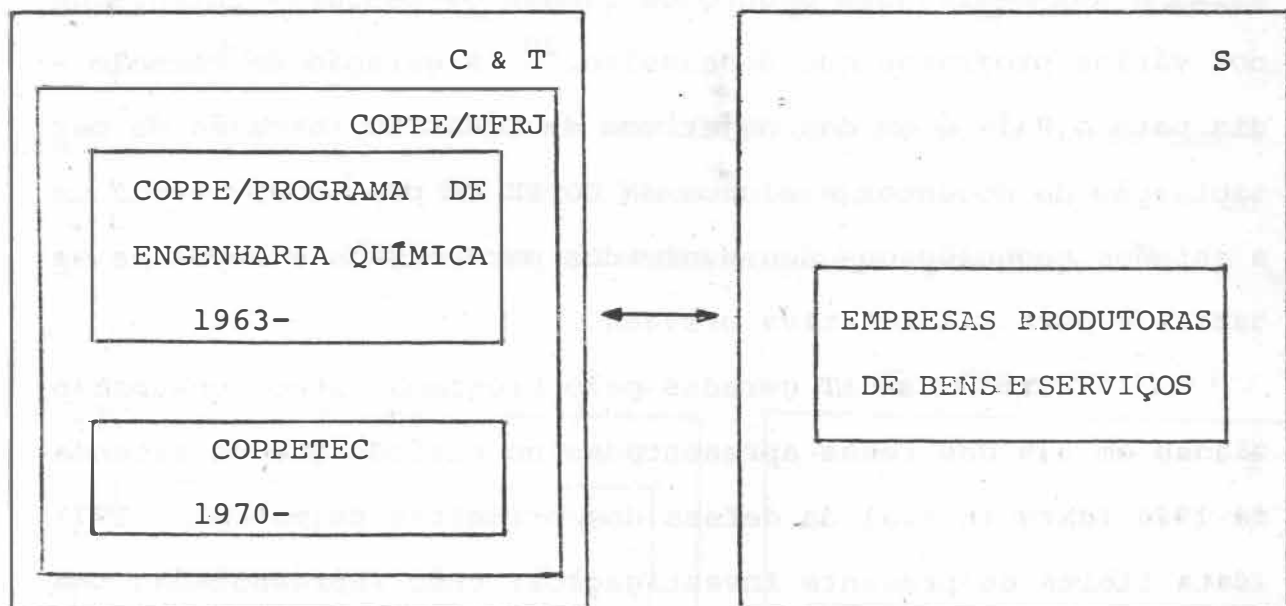 C & T
COPPE/UFRJ
COPPE/PROGRAMA DE
ENGENHARIA QUÍMICA
1963-
COPPETEC
1970-
S
EMPRESAS PRODUTORAS
DE BENS E SERVIÇOS